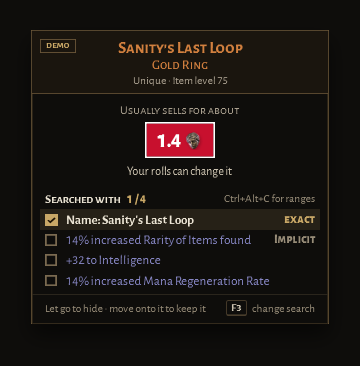 DEMO
Sanity's Last Loop
Gold Ring
Unique · Item level 75
Usually sells for about
1.4
Your rolls can change it
Searched with 1/4 Ctrl+Alt+C for ranges
Name: Sanity's Last Loop EXACT
14% increased Rarity of Items found Implicit
+32 to Intelligence
14% increased Mana Regeneration Rate
Let go to hide · move onto it to keep it F3 change search